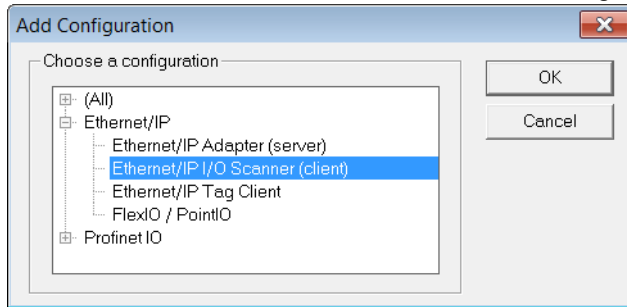 Add Configuration
Choose a configuration
OK
Cancel
(All)
Ethernet/IP
Ethernet/IP Adapter (server)
Ethernet/IP I/O Scanner (client)
Ethernet/IP Tag Client
FlexIO / PointIO
Profinet IO